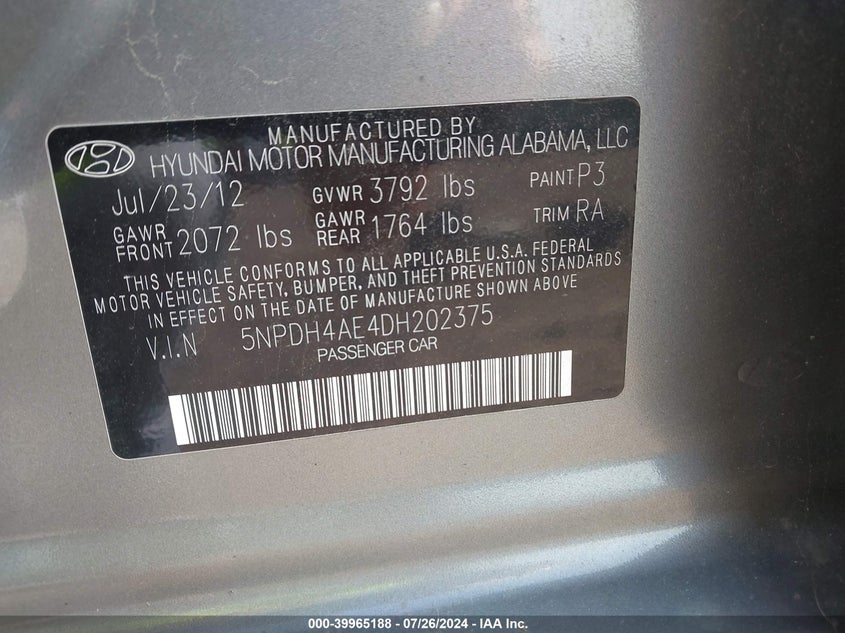 MANUFACTURED BY
HYUNDAI MOTOR MANUFACTURING ALABAMA, LLC
Jul/23/12 GVWR 3792 lbs PAINT P3
GAWR FRONT 2072 lbs GAWR REAR 1764 lbs TRIM RA
THIS VEHICLE CONFORMS TO ALL APPLICABLE U.S.A. FEDERAL
MOTOR VEHICLE SAFETY, BUMPER, AND THEFT PREVENTION STANDARDS
IN EFFECT ON THE DATE OF MANUFACTURE SHOWN ABOVE
V.I.N 5NPDH4AE4DH202375
PASSENGER CAR
000-39965188 - 07/26/2024 - IAA Inc.